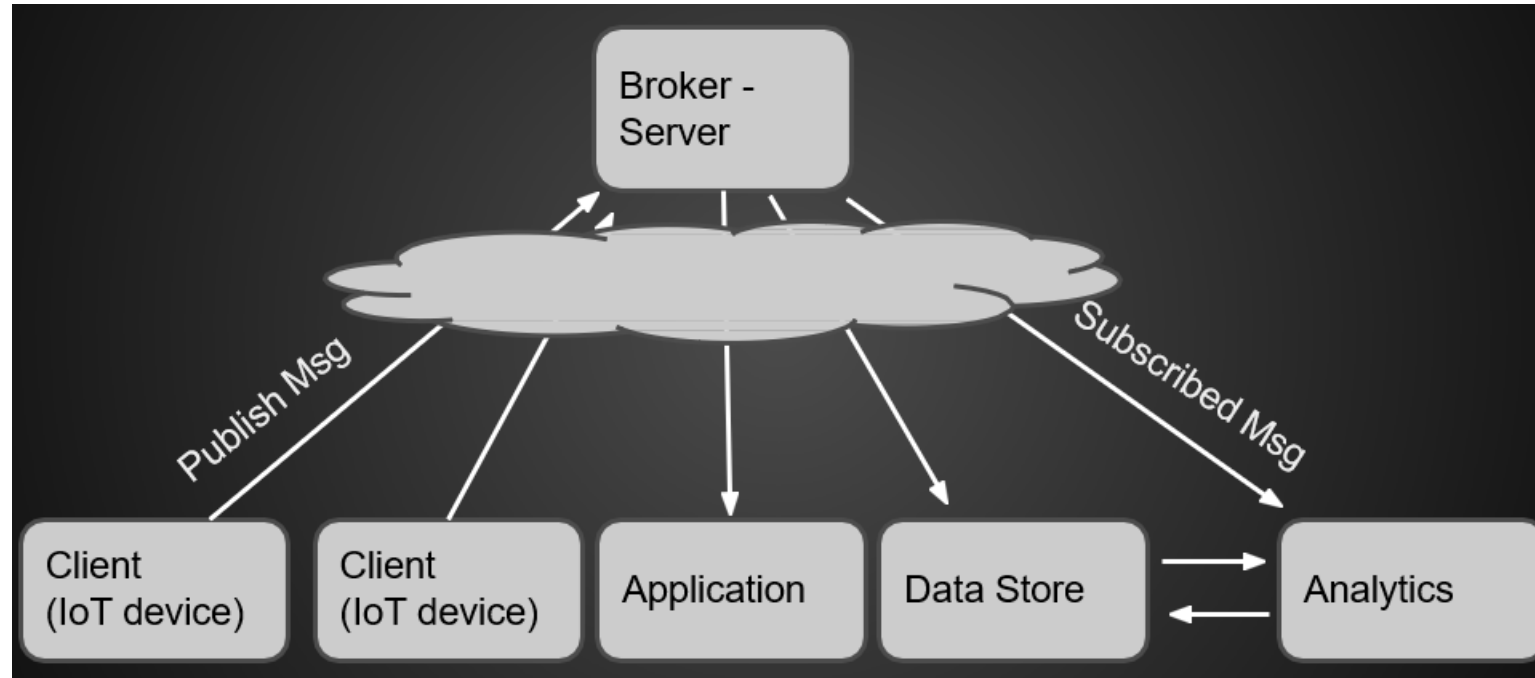 Broker -
Server
Publish Msg
Subscribed Msg
Client
(IoT device)
Client
(IoT device)
Application
Data Store
Analytics